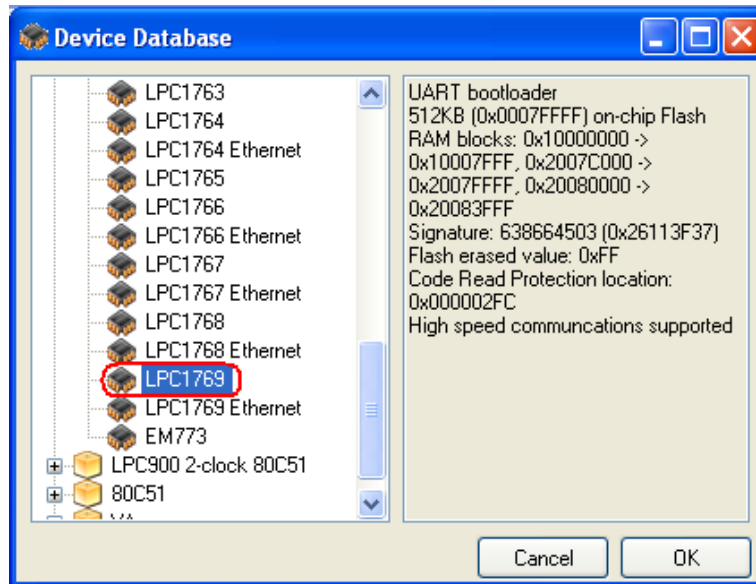 Device Database
LPC1763
LPC1764
LPC1764 Ethernet
LPC1765
LPC1766
LPC1766 Ethernet
LPC1767
LPC1767 Ethernet
LPC1768
LPC1768 Ethernet
LPC1769
LPC1769 Ethernet
EM773
LPC900 2-clock 80C51
80C51
UART bootloader
512KB (0x0007FFFF) on-chip Flash
RAM blocks: 0x10000000 ->
0x10007FFF, 0x2007C000 ->
0x2007FFFF, 0x20080000 ->
0x20083FFF
Signature: 638664503 (0x26113F37)
Flash erased value: 0xFF
Code Read Protection location:
0x000002FC
High speed communcations supported
Cancel
OK